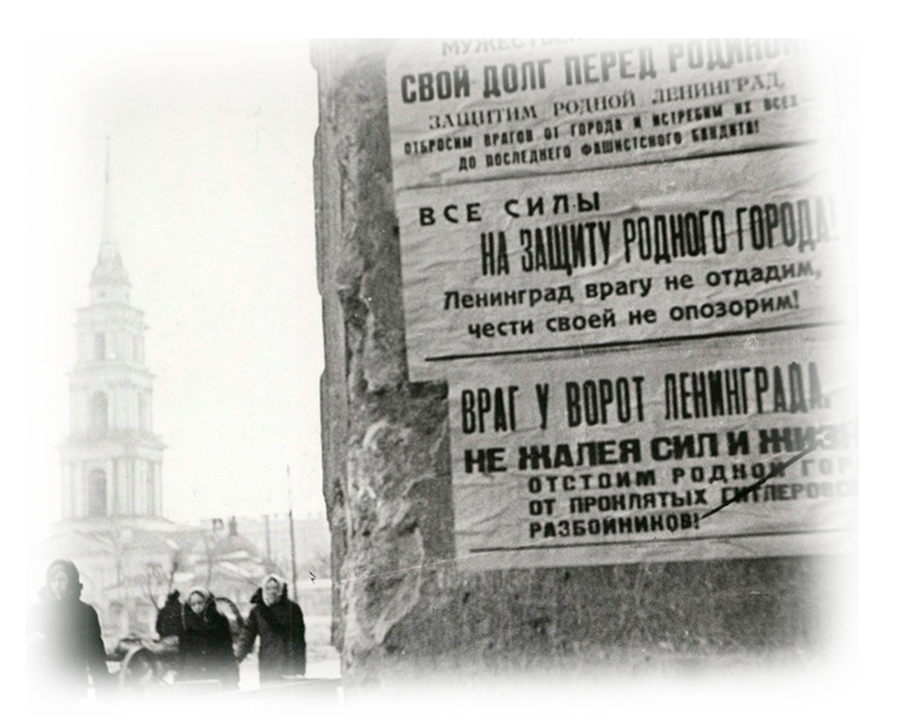 СВОЙ ДОЛГ ПЕРЕД
ЗАЩИТИМ РОДНОЙ ЛЕНИНГРАД,
ОТБРОСИМ ВРАГОВ ОТ ГОРОДА И ИСТРЕБИМ ИХ ВСЕХ
ДО ПОСЛЕДНЕГО ФАШИСТСКОГО БАНДИТА!
ВСЕ СИЛЫ
НА ЗАЩИТУ РОДНОГО ГОРОДА!
Ленинград врагу не отдадим,
чести своей не опозорим!
ВРАГ У ВОРОТ ЛЕНИНГРАДА.
НЕ ЖАЛЕЯ СИЛ И
ОТСТОИМ РОДНОЙ ГОР
ОТ ПРОКЛЯТЫХ ГИТЛЕРОВС
РАЗБОЙНИКОВ!